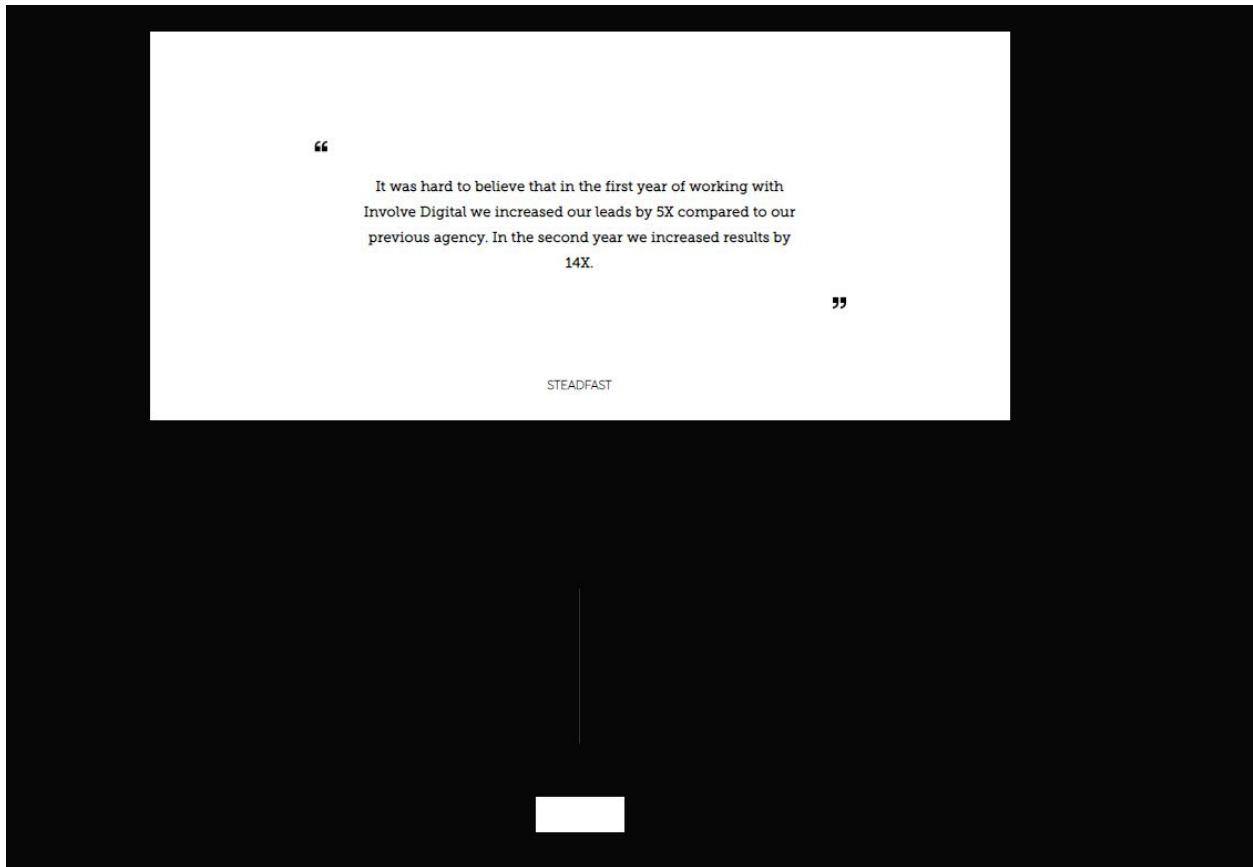 “
It was hard to believe that in the first year of working with
Involve Digital we increased our leads by 5X compared to our
previous agency. In the second year we increased results by
14X.
”
STEADFAST